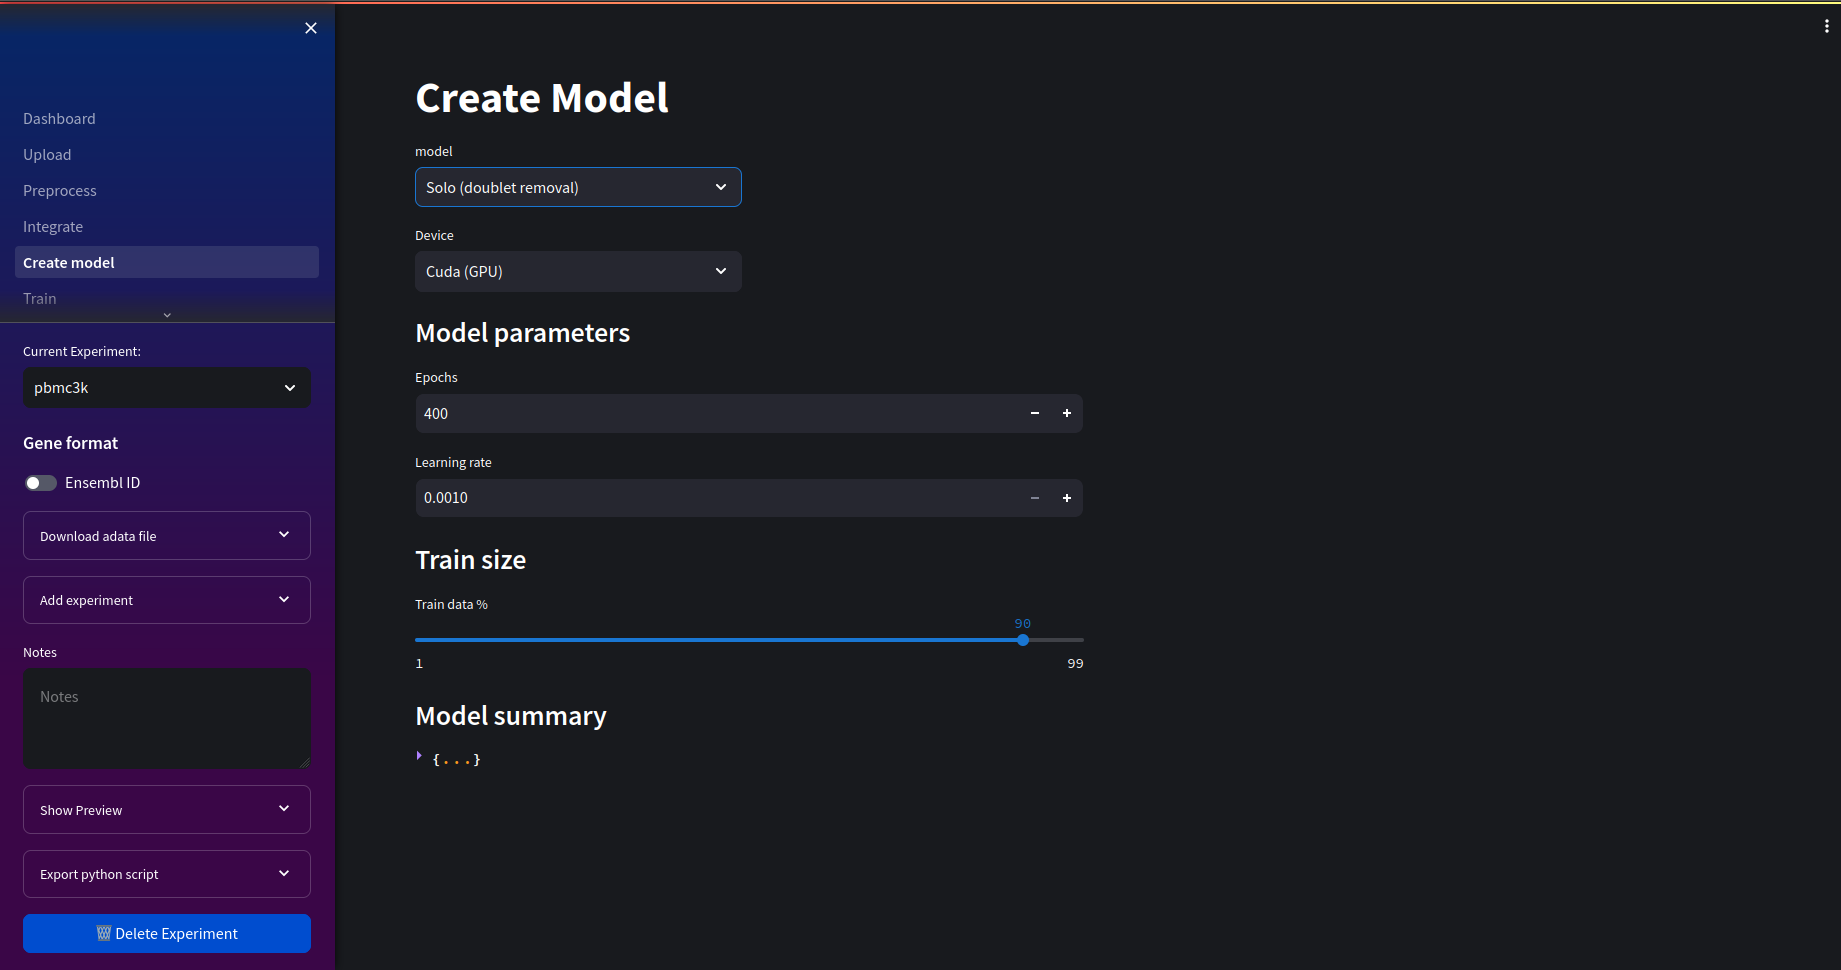 Dashboard
Upload
Preprocess
Integrate
Create model
Train
Current Experiment:
pbmc3k
Gene format
Ensembl ID
Download adata file
Add experiment
Notes
Notes
Show Preview
Export python script
Delete Experiment
Create Model
model
Solo (doublet removal)
Device
Cuda (GPU)
Model parameters
Epochs
400
Learning rate
0.0010
Train size
Train data %
90
1 99
Model summary
{...}